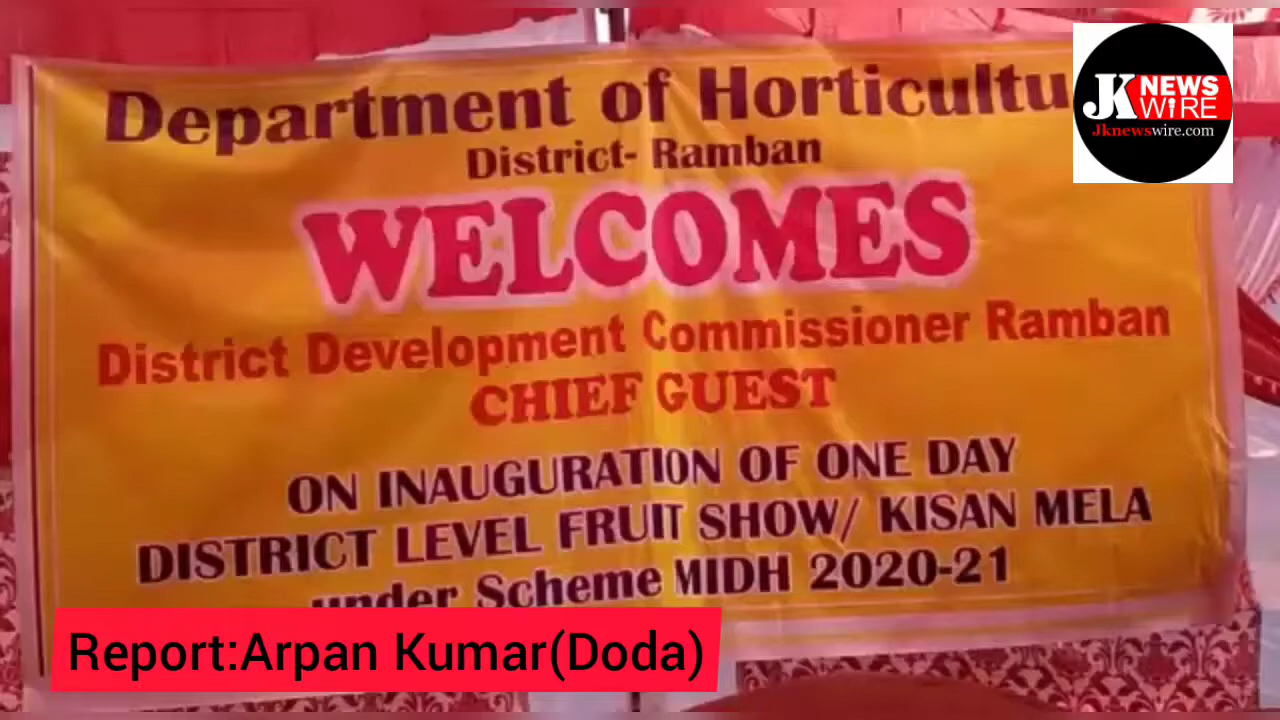 Department of Horticultu
District- Ramban
WELCOMES
District Development Commissioner Ramban
CHIEF GUEST
ON INAUGURATION OF ONE DAY
DISTRICT LEVEL FRUIT SHOW/ KISAN MELA
under Scheme MIDH 2020-21
JK NEWS WIRE
Jknewswire.com
Report:Arpan Kumar(Doda)